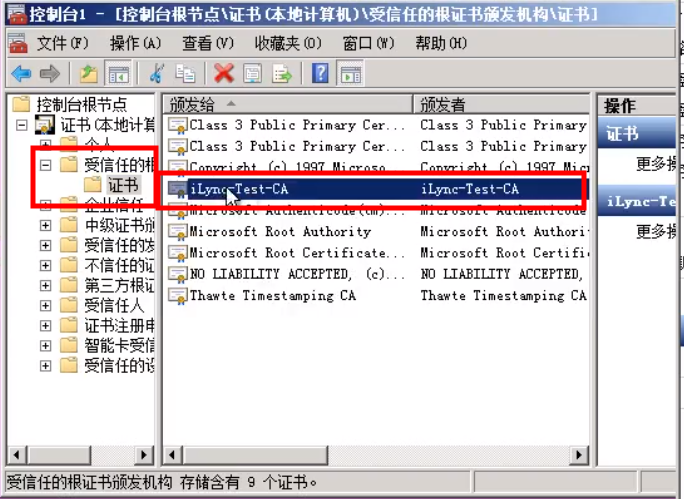 控制台1 - [控制台根节点\证书(本地计算机)\受信任的根证书颁发机构\证书]
文件(F) 操作(A) 查看(V) 收藏夹(O) 窗口(W) 帮助(H)
控制台根节点
证书(本地计算
个人
受信任的根
证书
企业信任
中级证书颁
受信任的发
不信任的证
第三方根证
受信任人
证书注册申
智能卡受信
受信任的设
颁发给 颁发者
Class 3 Public Primary Cer... Class 3 Public Primary
Class 3 Public Primary Cer... Class 3 Public Primary
Copyright (c) 1997 Microso... Copyright (c) 1997 Mic
iLync-Test-CA iLync-Test-CA
Microsoft Authenticode(tm)... Microsoft Authenticode
Microsoft Root Authority Microsoft Root Authori
Microsoft Root Certificate... Microsoft Root Certifi
NO LIABILITY ACCEPTED, (c)... NO LIABILITY ACCEPTED,
Thawte Timestamping CA Thawte Timestamping CA
操作
证书
更多操
iLync-Te
更多操
受信任的根证书颁发机构 存储含有 9 个证书。